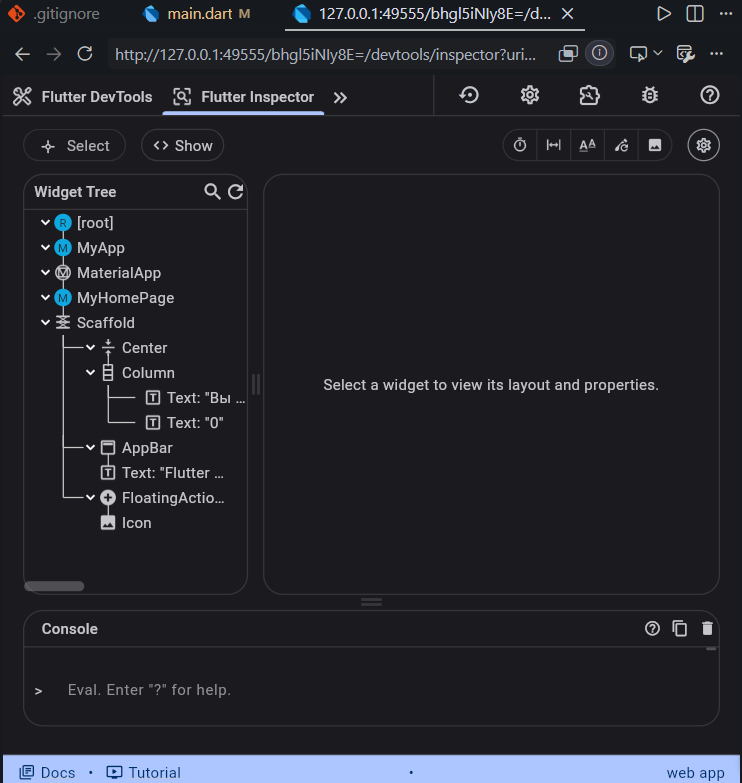 .gitignore main.dart M 127.0.0.1:49555/bhgl5iNIy8E=/d...
http://127.0.0.1:49555/bhgl5iNIy8E=/devtools/inspector?uri...
Flutter DevTools Flutter Inspector
Select Show
Widget Tree
R [root]
M MyApp
M MaterialApp
M MyHomePage
Scaffold
Center
Column
T Text: "Вы ...
T Text: "0"
AppBar
T Text: "Flutter ...
FloatingActio...
Icon
Select a widget to view its layout and properties.
Console
> Eval. Enter "?" for help.
Docs • Tutorial • web app